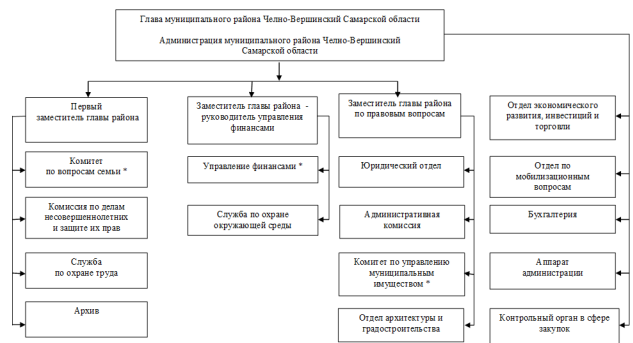 Глава муниципального района Челно-Вершинский Самарской области
Администрация муниципального района Челно-Вершинский
Самарской области
Первый
заместитель главы района
Комитет
по вопросам семьи *
Комиссия по делам
несовершеннолетних
и защите их прав
Служба
по охране труда
Архив
Заместитель главы района -
руководитель управления
финансами
Управление финансами *
Служба по охране
окружающей среды
Заместитель главы района
по правовым вопросам
Юридический отдел
Административная
комиссия
Комитет по управлению
муниципальным
имуществом *
Отдел архитектуры и
градостроительства
Отдел экономического
развития, инвестиций и
торговли
Отдел по
мобилизационным
вопросам
Бухгалтерия
Аппарат
администрации
Контрольный орган в сфере
закупок